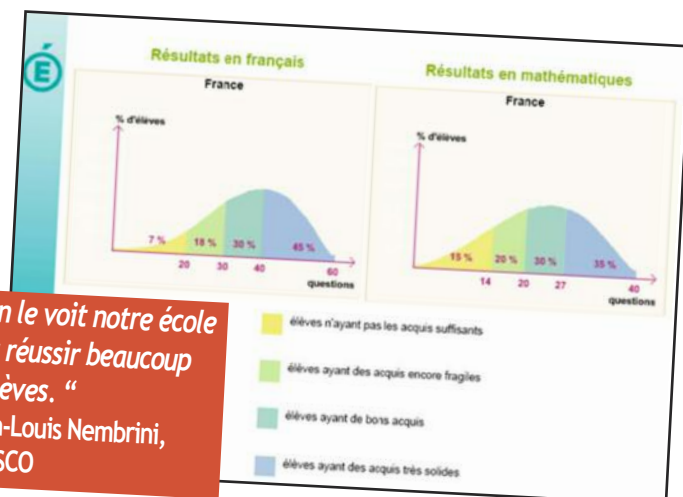 É
Résultats en français
France
% d'élèves
7 % 18 % 30 % 45 %
20 30 40 60
questions
Résultats en mathématiques
France
% d'élèves
15 % 20 % 30 % 35 %
14 20 27 40
questions
élèves n'ayant pas les acquis suffisants
élèves ayant des acquis encore fragiles
élèves ayant de bons acquis
élèves ayant des acquis très solides
le voit notre école
réussir beaucoup
-Louis Nembrini,